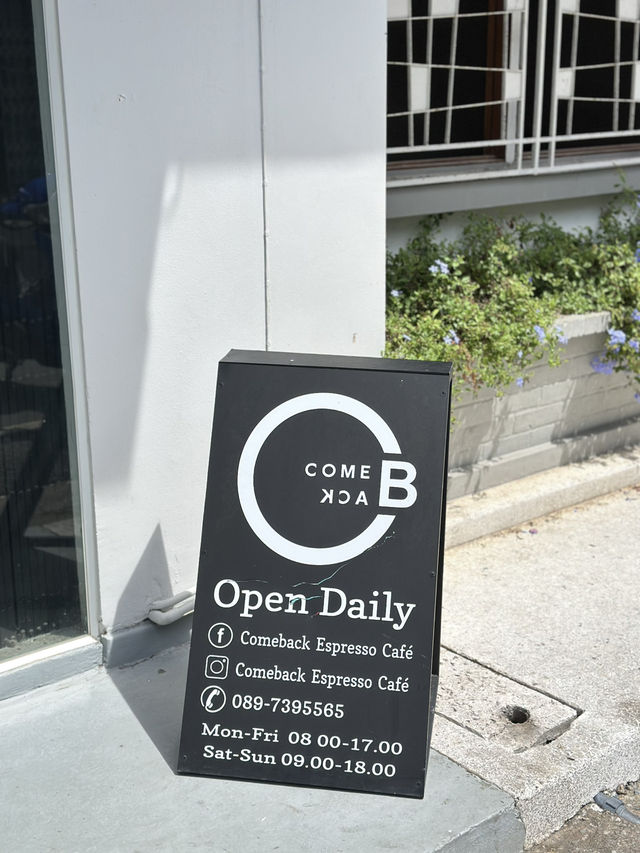 COME B
ACK
Open Daily
f Comeback Espresso Café
Comeback Espresso Café
089-7395565
Mon-Fri 08 00-17.00
Sat-Sun 09.00-18.00